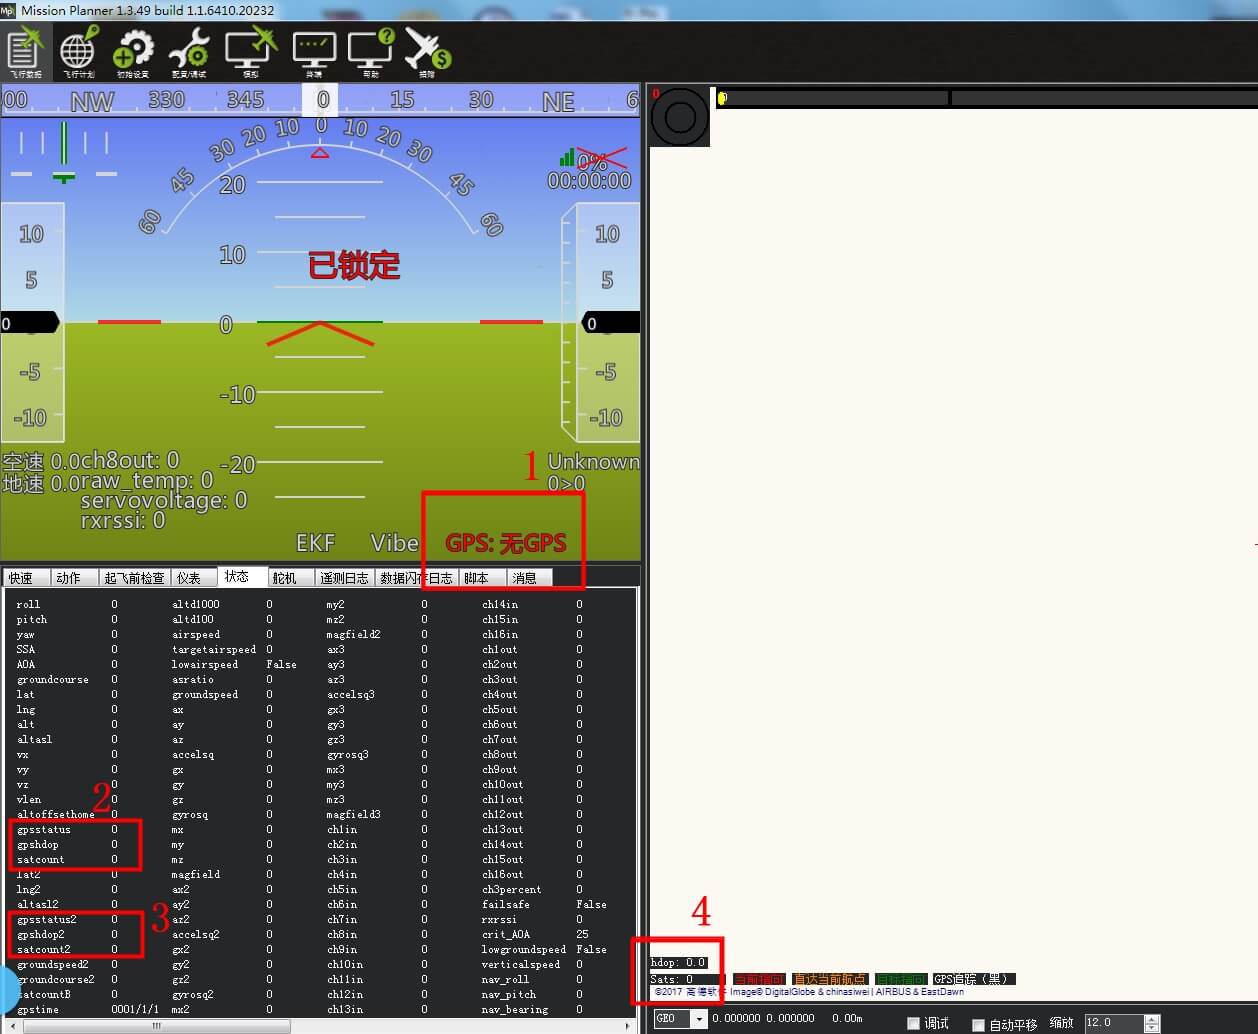 Mission Planner 1.3.49 build 1.1.6410.20232
飞行数据 飞行计划 初始设置 配置/调试 模拟 终端 帮助 捐赠
00 NW 330 345 0 15 30 NE 6
60 45 30 20 10 0 10 20 30 45 60
0%
00:00:00
20
10
已锁定
0
-10
-20
10
5
0
-5
-10
10
5
0
-5
-10
空速 0.0
地速 0.0
ch8out: 0
raw_temp: 0
servovoltage: 0
rxrssi: 0
1
Unknown
0>0
EKF Vibe GPS: 无GPS
快速 动作 起飞前检查 仪表 状态 舵机 遥测日志 数据闪存日志 脚本 消息
roll 0 altd1000 0 my2 0 ch14in 0
pitch 0 altd100 0 mz2 0 ch15in 0
yaw 0 airspeed 0 magfield2 0 ch16in 0
SSA 0 targetairspeed 0 ax3 0 ch1out 0
AOA 0 lowairspeed False ay3 0 ch2out 0
groundcourse 0 asratio 0 az3 0 ch3out 0
lat 0 groundspeed 0 accelsq3 0 ch4out 0
lng 0 ax 0 gx3 0 ch5out 0
alt 0 ay 0 gy3 0 ch6out 0
altasl 0 az 0 gz3 0 ch7out 0
vx 0 accelsq 0 gyrosq3 0 ch8out 0
vy 0 gx 0 mx3 0 ch9out 0
vz 0 gy 0 my3 0 ch10out 0
vlen 0 gz 0 mz3 0 ch11out 0
altoffsethome 0 gyrosq 0 magfield3 0 ch12out 0
gpsstatus 0 mx 0 ch1in 0 ch13out 0
gpshdop 0 my 0 ch2in 0 ch14out 0
satcount 0 mz 0 ch3in 0 ch15out 0
lat2 0 magfield 0 ch4in 0 ch16out 0
lng2 0 ax2 0 ch5in 0 ch3percent 0
altasl2 0 ay2 0 ch6in 0 failsafe False
gpsstatus2 0 az2 0 ch7in 0 rxrssi 0
gpshdop2 0 accelsq2 0 ch8in 0 crit_AOA 25
satcount2 0 gx2 0 ch9in 0 lowgroundspeed False
groundspeed2 0 gy2 0 ch10in 0 verticalspeed 0
groundcourse2 0 gz2 0 ch11in 0 nav_roll 0
satcountB 0 gyrosq2 0 ch12in 0 nav_pitch 0
gpstime 0001/1/1 mx2 0 ch13in 0 nav_bearing 0
2
3
0
0
4
hdop: 0.0
Sats: 0 当前指向 直达当前航点 目标指向 GPS追踪（黑）
©2017 高德软件 Image© DigitalGlobe & chinasiwei | AIRBUS & EastDawn
GEO 0.000000 0.000000 0.00m 调试 自动平移 缩放 12.0